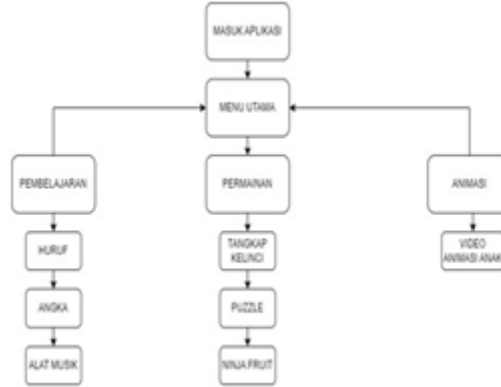 MASUK APLIKASI
MENU UTAMA
PEMBELAJARAN
PERMAINAN
ANIMASI
HURUF
TANGKAP
KELINCI
VIDEO
ANIMASI ANAK
ANGKA
PUZZLE
ALAT MUSIK
NINJA FRUIT